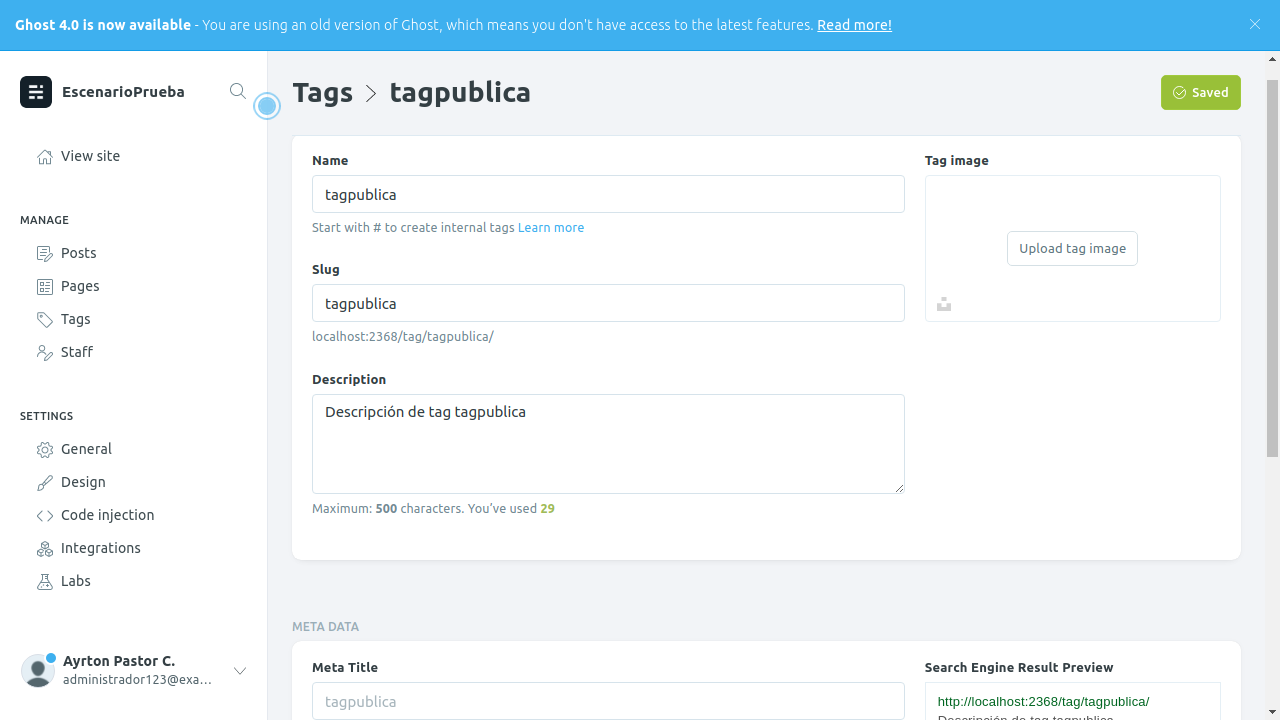 Ghost 4.0 is now available - You are using an old version of Ghost, which means you don't have access to the latest features. Read more!
EscenarioPrueba
View site
MANAGE
Posts
Pages
Tags
Staff
SETTINGS
General
Design
Code injection
Integrations
Labs
Ayrton Pastor C.
administrador123@exa...
Tags > tagpublica
Saved
Name
tagpublica
Start with # to create internal tags Learn more
Slug
tagpublica
localhost:2368/tag/tagpublica/
Description
Descripción de tag tagpublica
Maximum: 500 characters. You've used 29
Tag image
Upload tag image
META DATA
Meta Title
tagpublica
Search Engine Result Preview
http://localhost:2368/tag/tagpublica/
Descripción de tag tagpublica